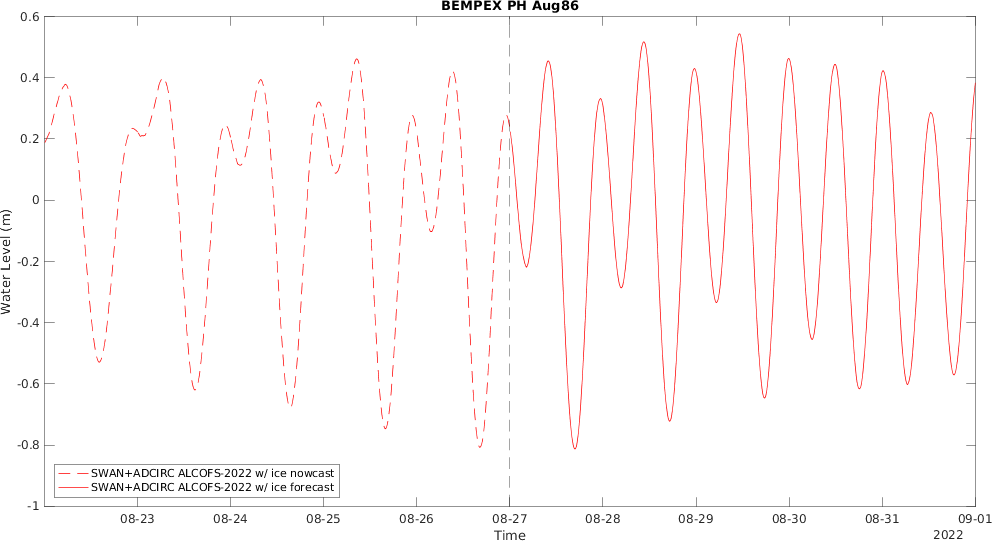 BEMPEX PH Aug86
0.6
0.4
0.2
0
-0.2
-0.4
-0.6
-0.8
-1
Water Level (m)
SWAN+ADCIRC ALCOFS-2022 w/ ice nowcast
SWAN+ADCIRC ALCOFS-2022 w/ ice forecast
08-23 08-24 08-25 08-26 08-27 08-28 08-29 08-30 08-31 09-01
Time
2022